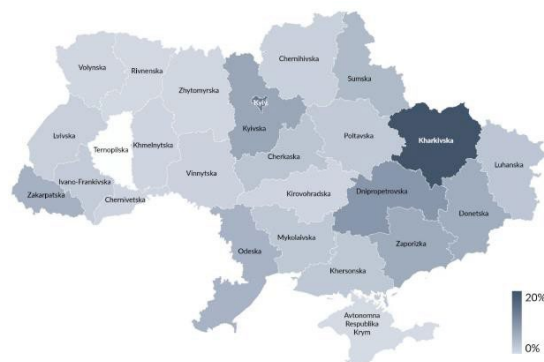 Volynska
Rivnenska
Zhytomyrska
Chernihivska
Sumska
Kyiv
Kyivska
Lvivska
Ternopilska
Khmelnytska
Poltavska
Kharkivska
Cherkaska
Luhanska
Ivano-Frankivska
Vinnytska
Zakarpatska
Chernivetska
Kirovohradska
Dnipropetrovska
Donetska
Odeska
Mykolaivska
Zaporizka
Khersonska
Avtonomna
Respublika
Krym
20%
0%